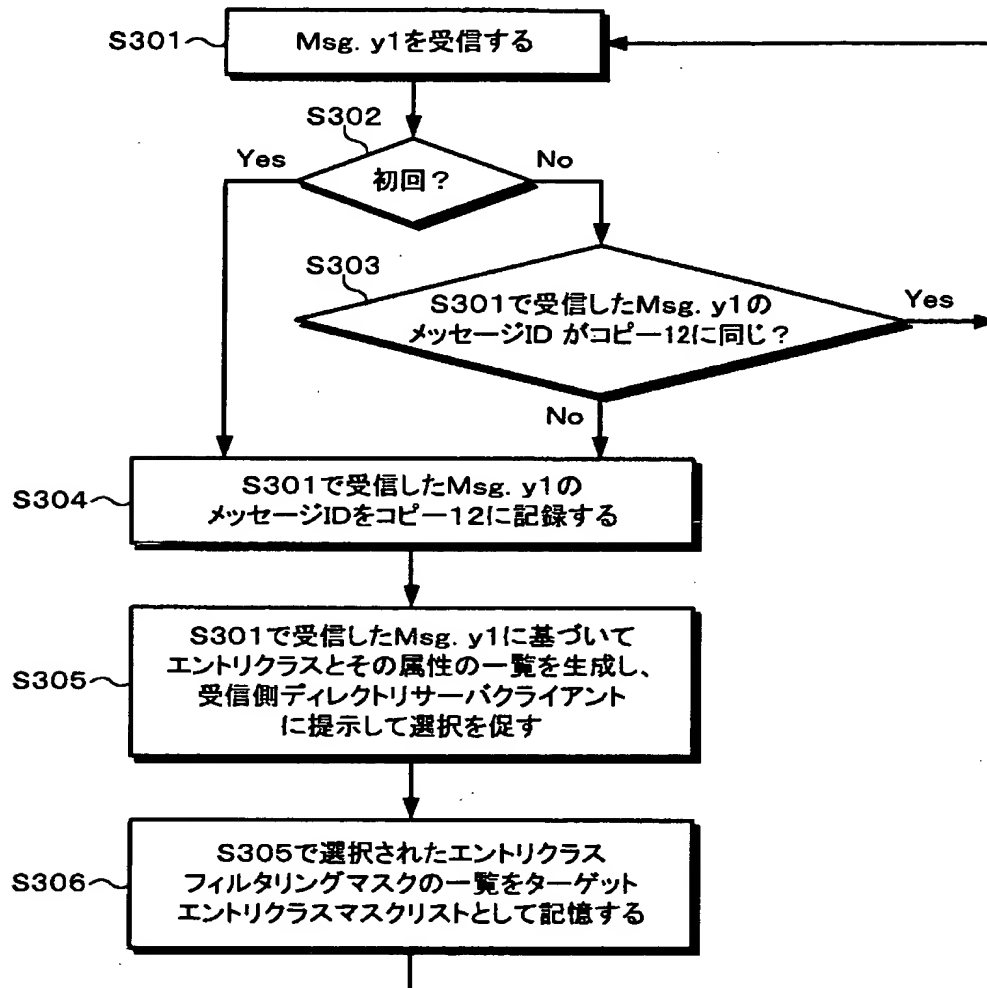 S301
Msg. y1を受信する
S302
Yes
初回？
No
S303
S301で受信したMsg. y1の
メッセージID がコピー12に同じ？
Yes
No
S304
S301で受信したMsg. y1の
メッセージIDをコピー12に記録する
S305
S301で受信したMsg. y1に基づいて
エントリクラスとその属性の一覧を生成し、
受信側ディレクトリサーバクライアント
に提示して選択を促す
S306
S305で選択されたエントリクラス
フィルタリングマスクの一覧をターゲット
エントリクラスマスクリストとして記憶する